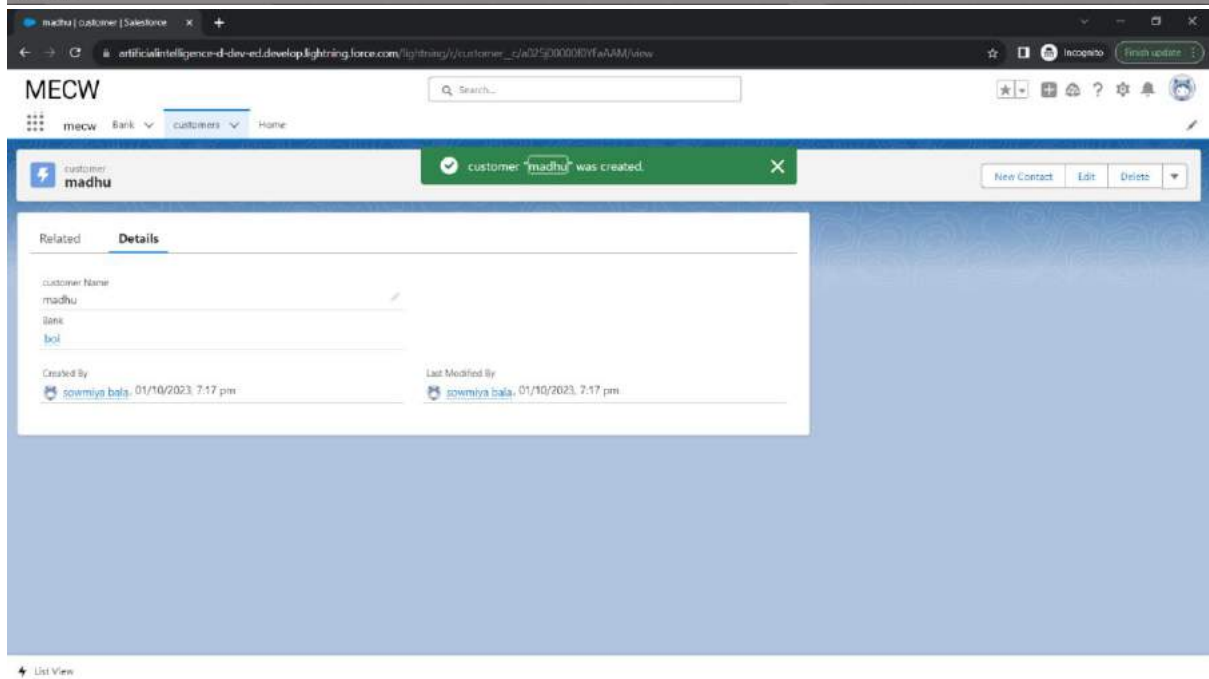 madhu | customer | Salesforce
artificialintelligence-d-dev-ed.develop.lightning.force.com/lightning/r/customer__c/
Incognito
Finish update
MECW
Search...
mecw Bank customers Home
customer
madhu
customer "madhu" was created.
New Contact Edit Delete
Related Details
customer Name
madhu
Bank
boi
Created By
sowmiya bala, 01/10/2023, 7:17 pm
Last Modified By
sowmiya bala, 01/10/2023, 7:17 pm
List View